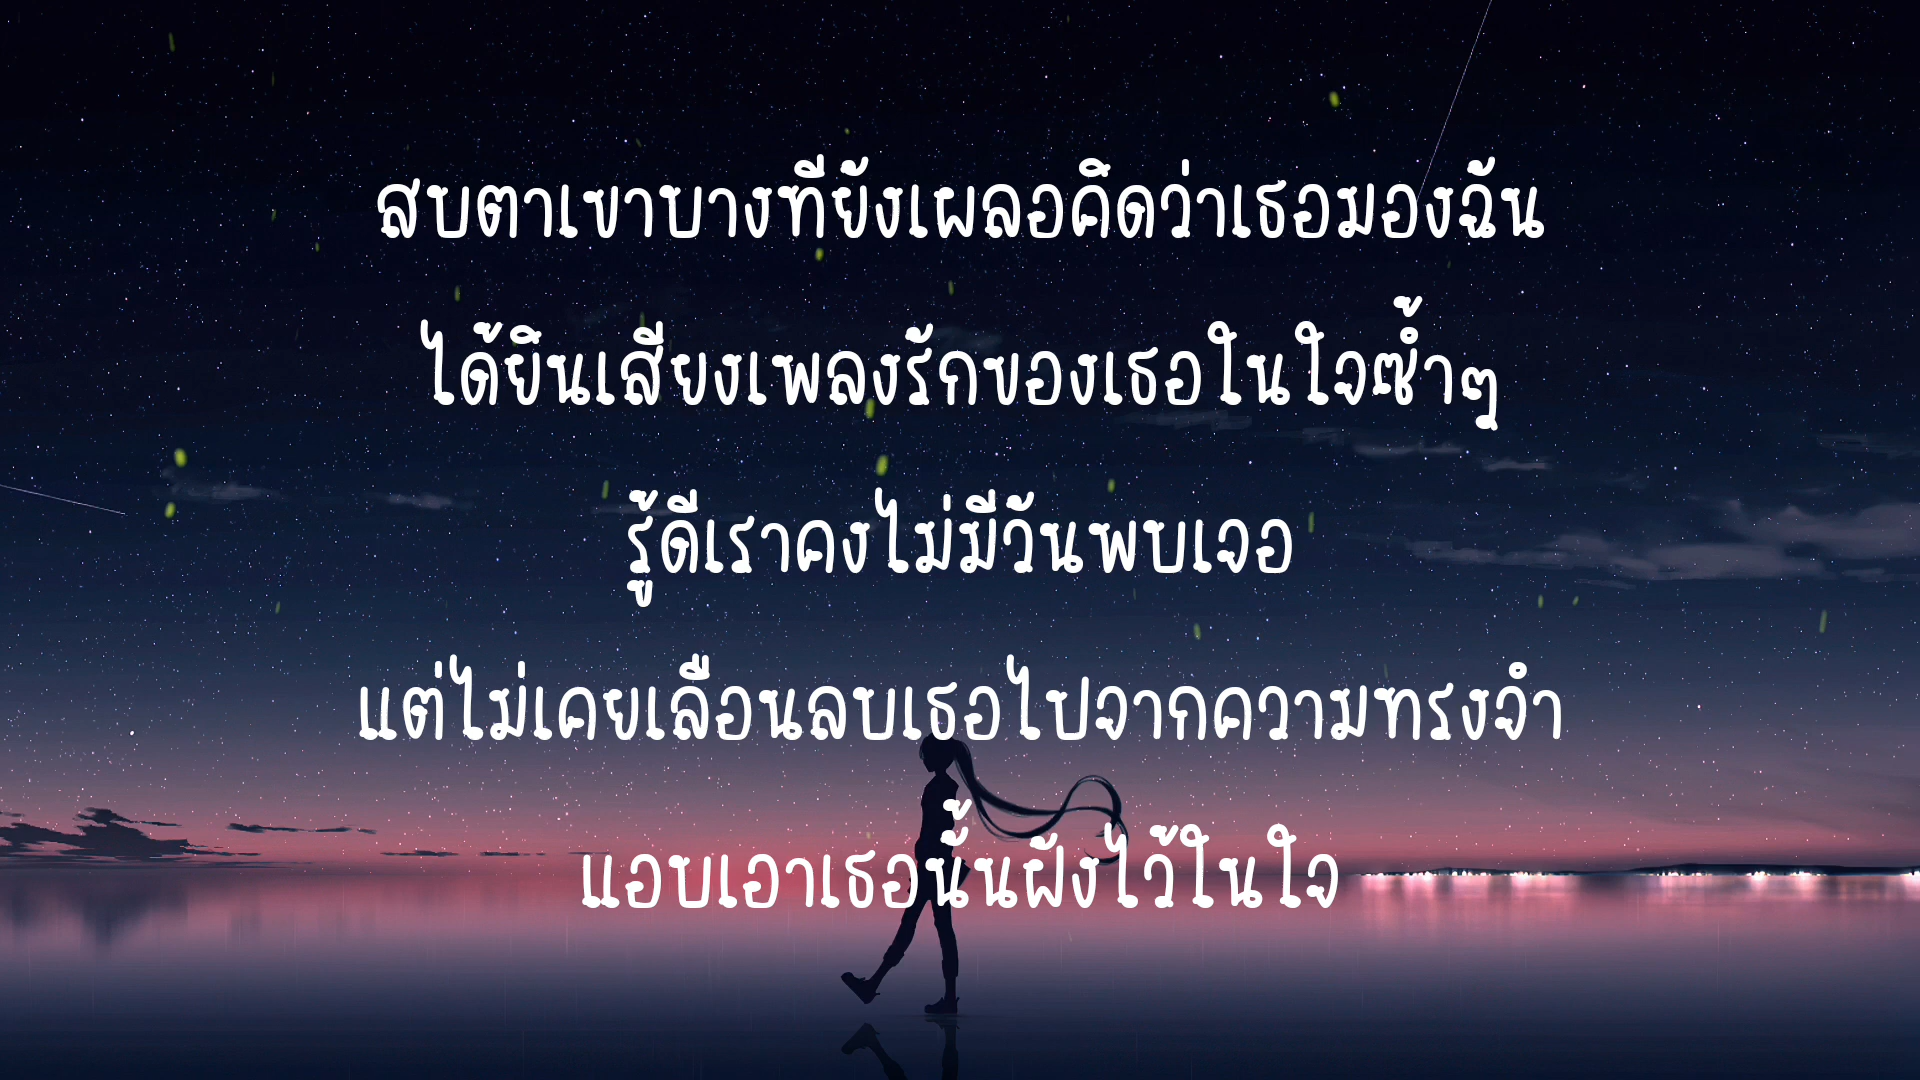 สบตาเขาบางทียังเผลอคิดว่าเธอมองฉัน
ได้ยินเสียงเพลงรักของเธอในใจซ้ำๆ
รู้ดีเราคงไม่มีวันพบเจอ
แต่ไม่เคยเลือนลบเธอไปจากความทรงจำ
แอบเอาเธอนั้นฝังไว้ในใจ